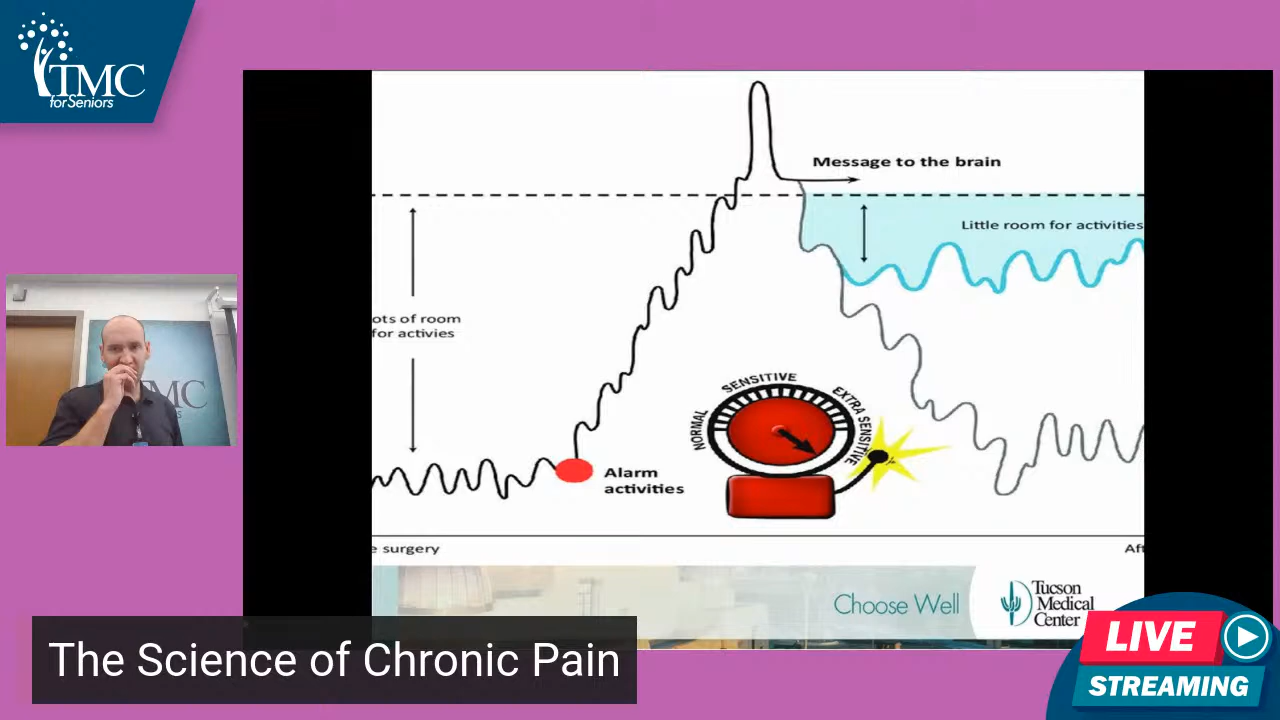 TMC
for Seniors
Message to the brain
Little room for activities
ots of room
for activies
NORMAL
SENSITIVE
EXTRA SENSITIVE
Alarm
activities
e surgery
Aft
Choose Well
Tucson
Medical
Center
TMC
The Science of Chronic Pain
LIVE
STREAMING